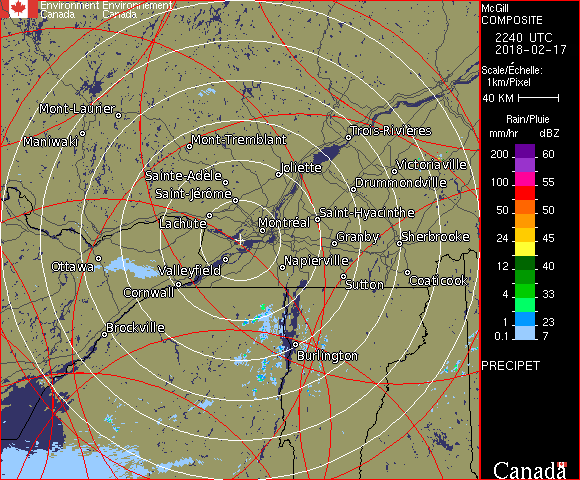 Environment Environnement
Canada Canada
McGill
COMPOSITE
2240 UTC
2018-02-17
Scale/Échelle:
1km/Pixel
40 KM
Rain/Pluie
mm/hr dBZ
200 60
100 55
50 50
24 45
12 40
4 33
1 23
0.1 7
PRECIPET
Canada
Mont-Laurier
Maniwaki
Mont-Tremblant
Trois-Rivières
Sainte-Adèle
Joliette
Victoriaville
Saint-Jérôme
Drummondville
Lachute
Montréal
Saint-Hyacinthe
Granby
Sherbrooke
Ottawa
Valleyfield
Napierville
Cornwall
Sutton
Coaticook
Brockville
Burlington